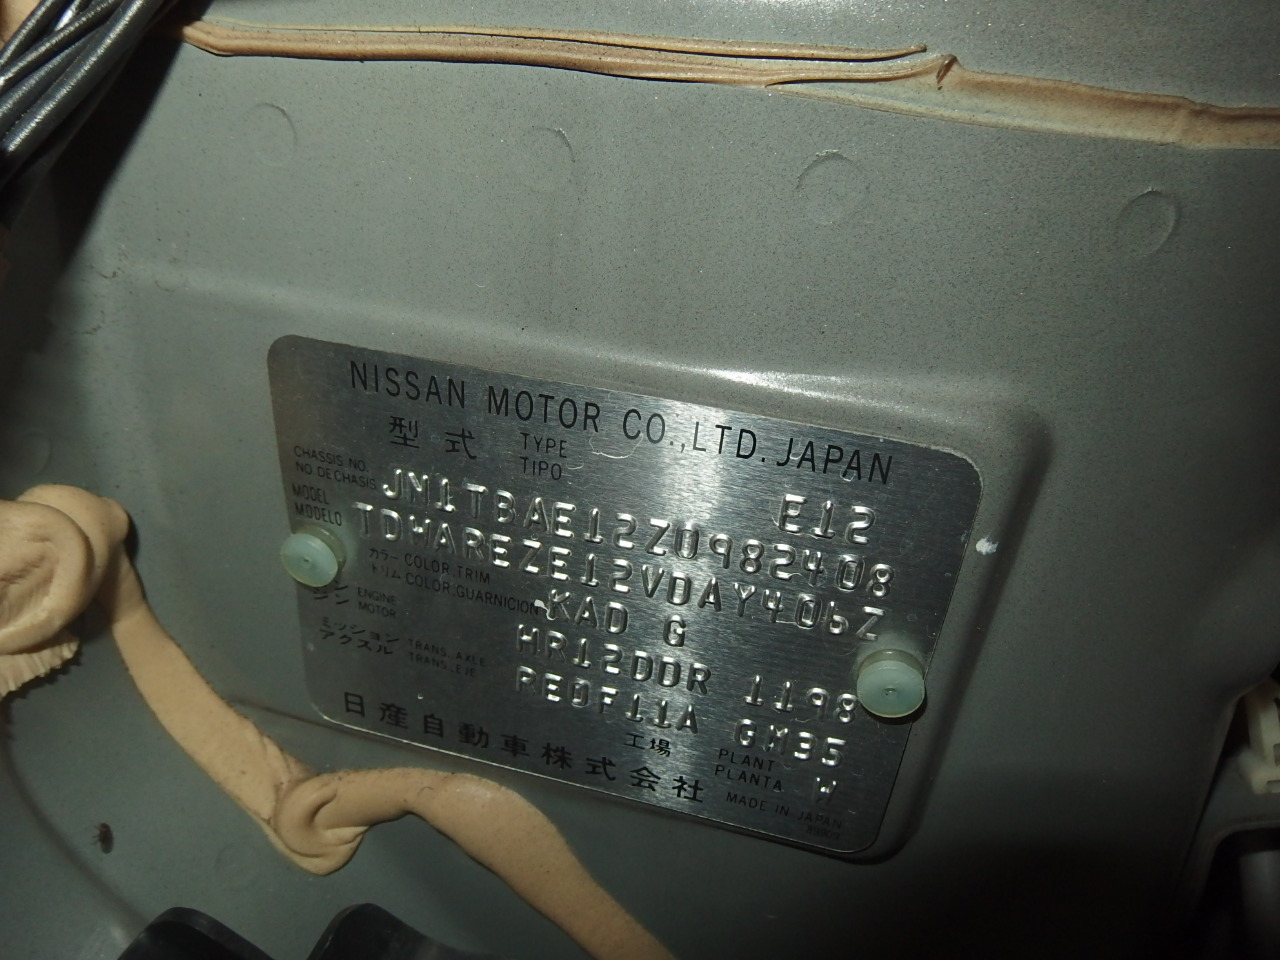 NISSAN MOTOR CO.,LTD. JAPAN
型式 TYPE TIPO E12
CHASSIS NO. NO DE CHASIS JN1TBAE12Z0982408
MODEL MODELO TDWAREZE12VDAY406Z
カラー トリム COLOR.TRIM COLOR.GUARNICION KAD G
ENGINE MOTOR HR12DDR 1198
ミッション アクスル TRANS.AXLE TRANS.EJE RE0F11A GM35
工場 PLANT PLANTA W
日産自動車株式会社 MADE IN JAPAN